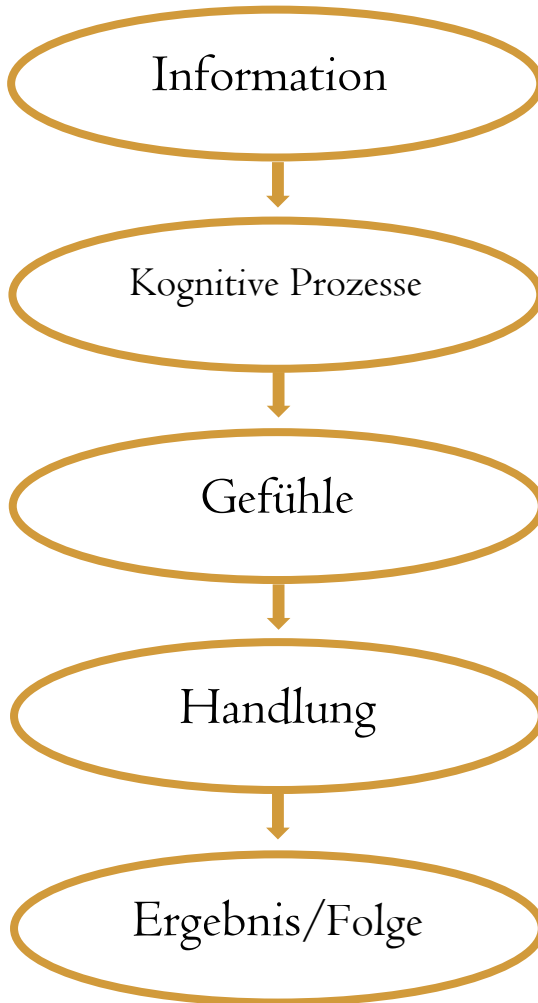 Information
Kognitive Prozesse
Gefühle
Handlung
Ergebnis/Folge